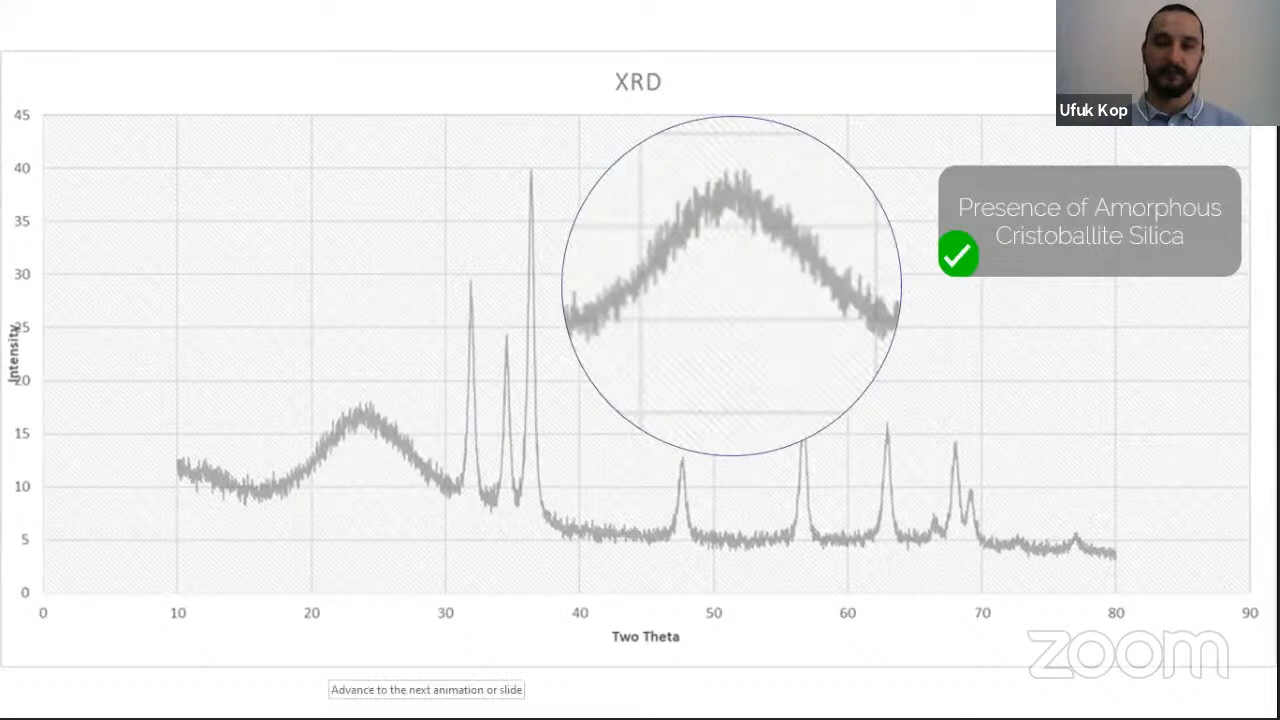 XRD
Ufuk Kop
Presence of Amorphous
Cristoballite Silica
45
40
35
30
25
20
15
10
5
0
Intensity
0 10 20 30 40 50 60 70 80 90
Two Theta
zoom
Advance to the next animation or slide